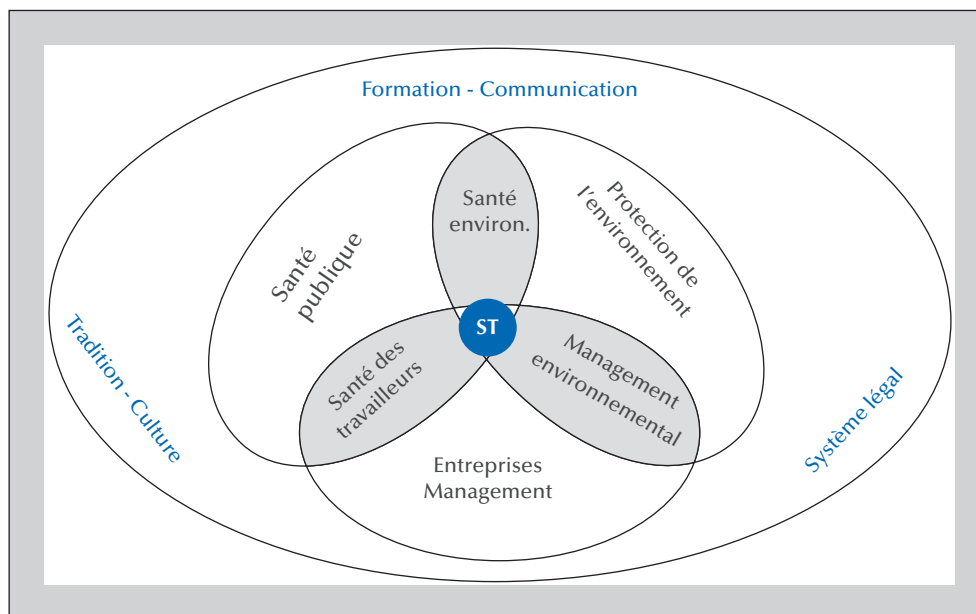 Formation - Communication
Santé
environ.
Protection de
l'environnement
Santé
publique
ST
Tradition - Culture
Santé des
travailleurs
Management
environnemental
Système légal
Entreprises
Management